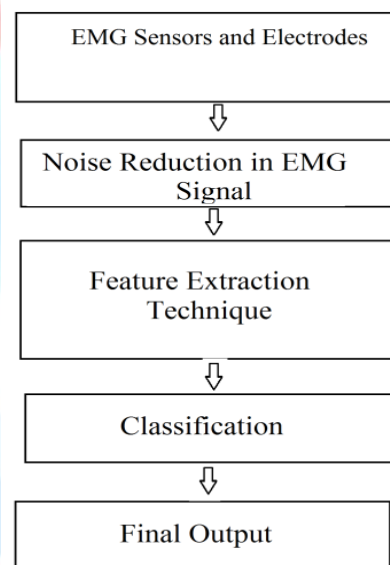 EMG Sensors and Electrodes
Noise Reduction in EMG
Signal
Feature Extraction
Technique
Classification
Final Output